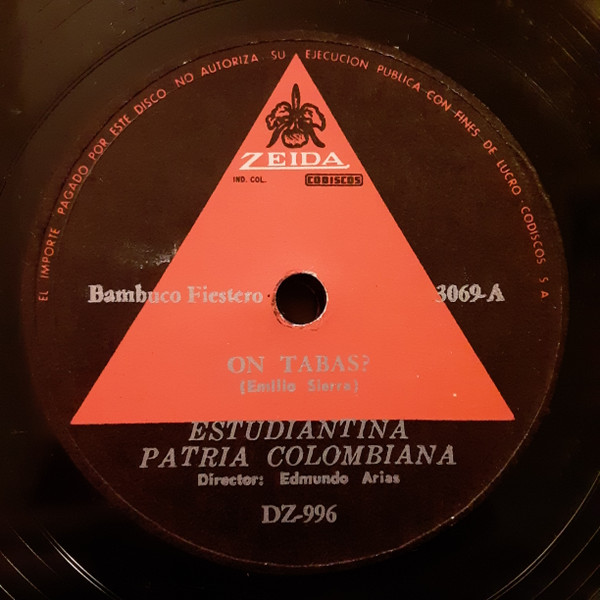 EL IMPORTE PAGADO POR ESTE DISCO NO AUTORIZA SU EJECUCION PUBLICA CON FINES DE LUCRO · CODISCOS S A
ZEIDA
IND. COL. CODISCOS
Bambuco Fiestero 3069-A
ON TABAS?
(Emilio Sierra)
ESTUDIANTINA
PATRIA COLOMBIANA
Director: Edmundo Arias
DZ-996